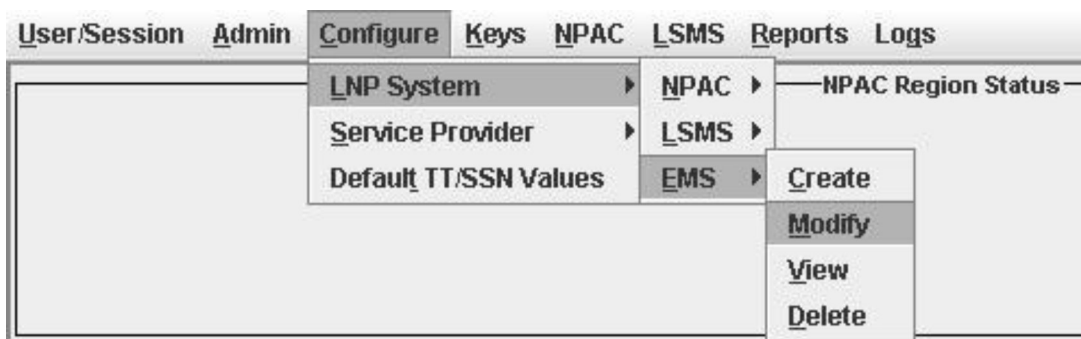 User/Session Admin Configure Keys NPAC LSMS Reports Logs
LNP System NPAC NPAC Region Status
Service Provider LSMS
Default TT/SSN Values EMS Create
Modify
View
Delete